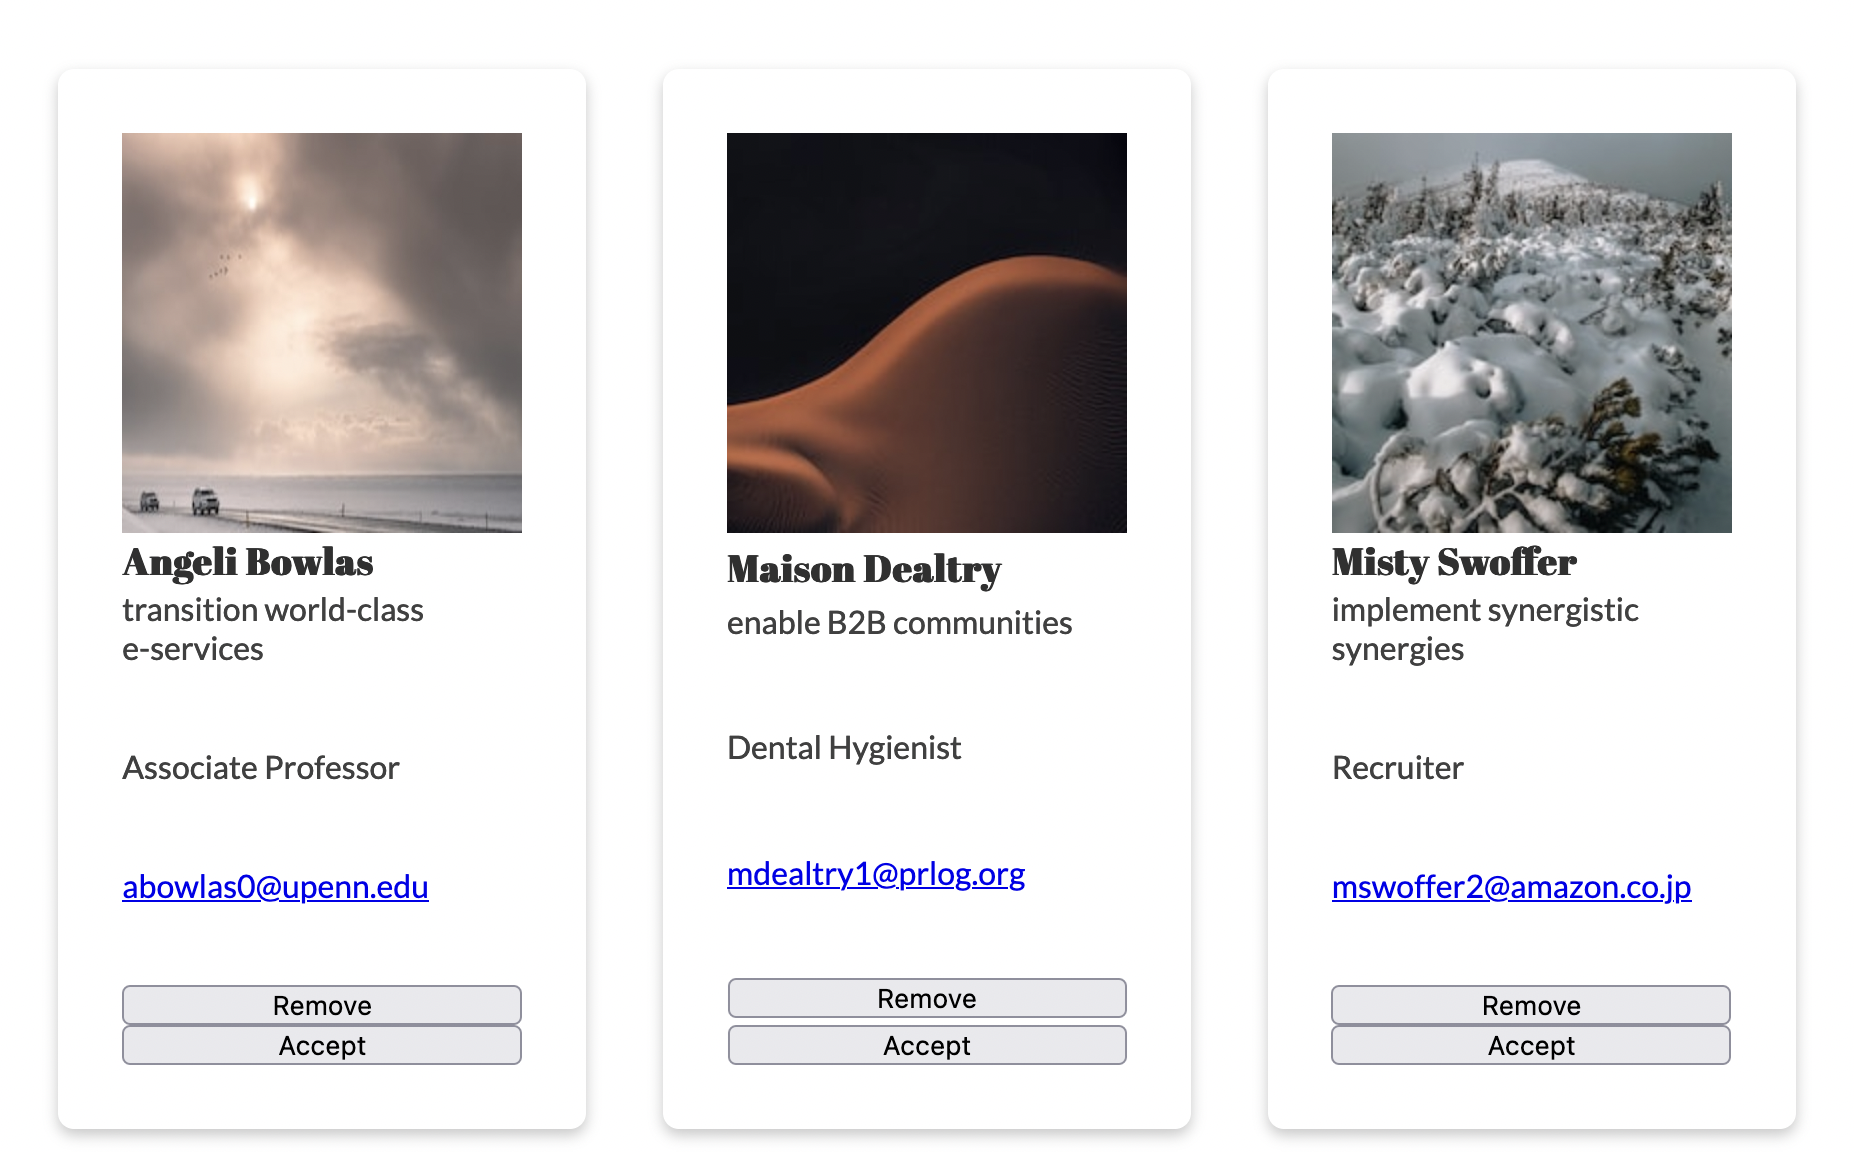 Angeli Bowlas
transition world-class
e-services
Associate Professor
abowlas0@upenn.edu
Remove
Accept
Maison Dealtry
enable B2B communities
Dental Hygienist
mdealtry1@prlog.org
Remove
Accept
Misty Swoffer
implement synergistic
synergies
Recruiter
mswoffer2@amazon.co.jp
Remove
Accept